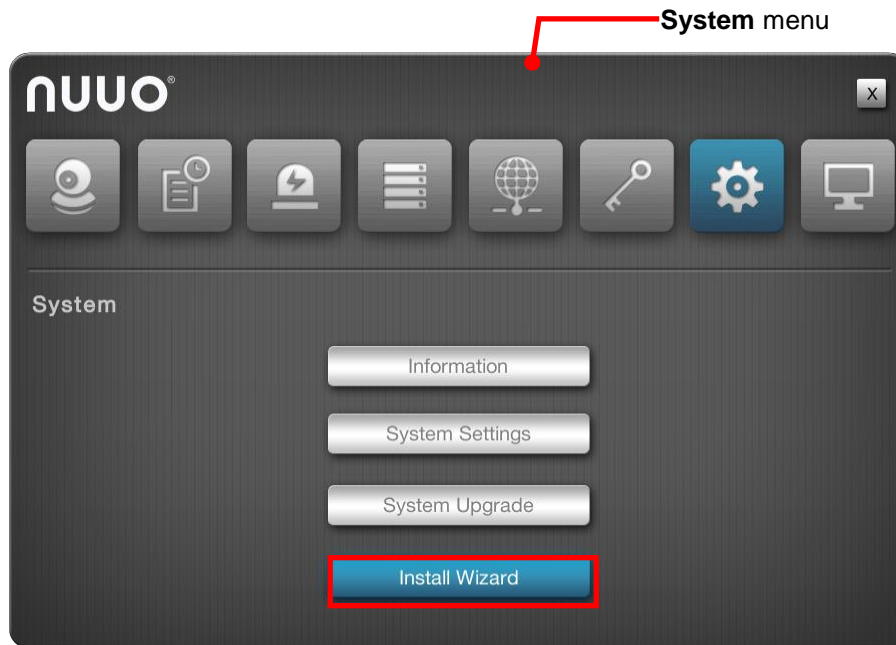 System menu
nuuo®
X
System
Information
System Settings
System Upgrade
Install Wizard